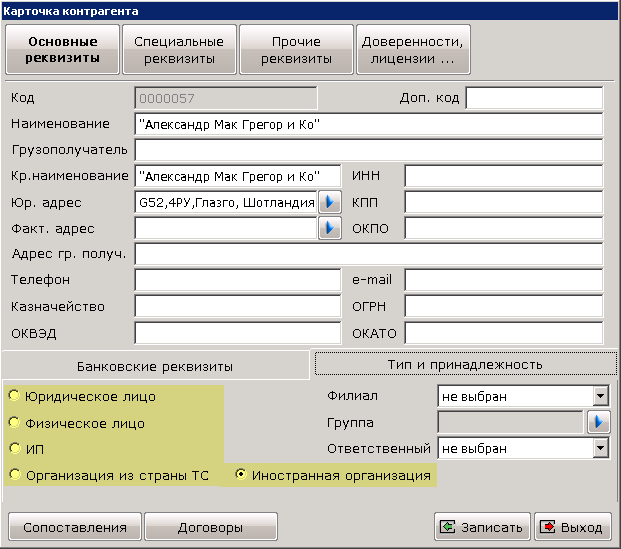 Карточка контрагента
Основные реквизиты
Специальные реквизиты
Прочие реквизиты
Доверенности, лицензии ...
Код 0000057 Доп. код
Наименование "Александр Мак Грегор и Ко"
Грузополучатель
Кр.наименование "Александр Мак Грегор и Ко" ИНН
Юр. адрес G52,4РУ,Глазго, Шотландия КПП
Факт. адрес ОКПО
Адрес гр. получ.
Телефон e-mail
Казначейство ОГРН
ОКВЭД ОКАТО
Банковские реквизиты Тип и принадлежность
Юридическое лицо Филиал не выбран
Физическое лицо Группа
ИП Ответственный не выбран
Организация из страны ТС Иностранная организация
Сопоставления Договоры Записать Выход